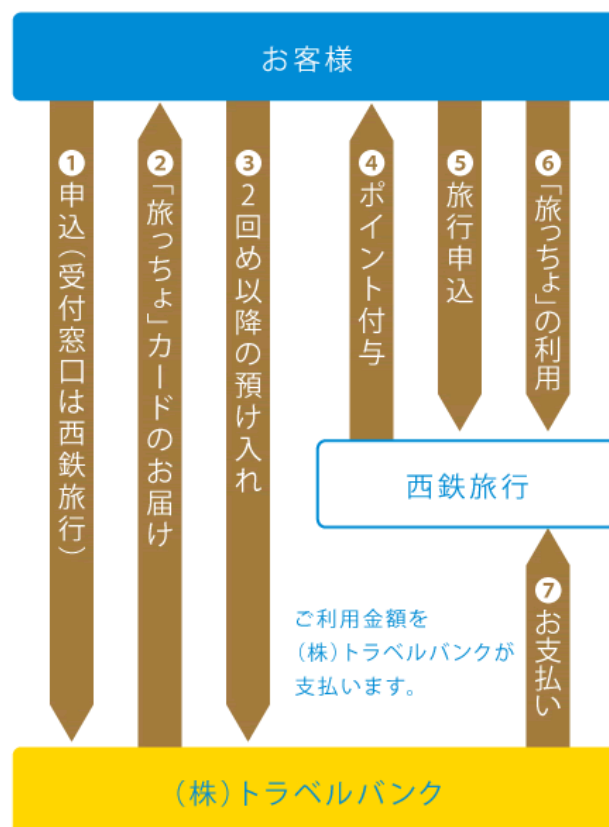 お客様
❶申込(受付窓口は西鉄旅行)
❷「旅っちょ」カードのお届け
❸2回め以降の預け入れ
❹ポイント付与
❺旅行申込
❻「旅っちょ」の利用
西鉄旅行
❼お支払い
ご利用金額を
(株)トラベルバンクが
支払います。
(株)トラベルバンク